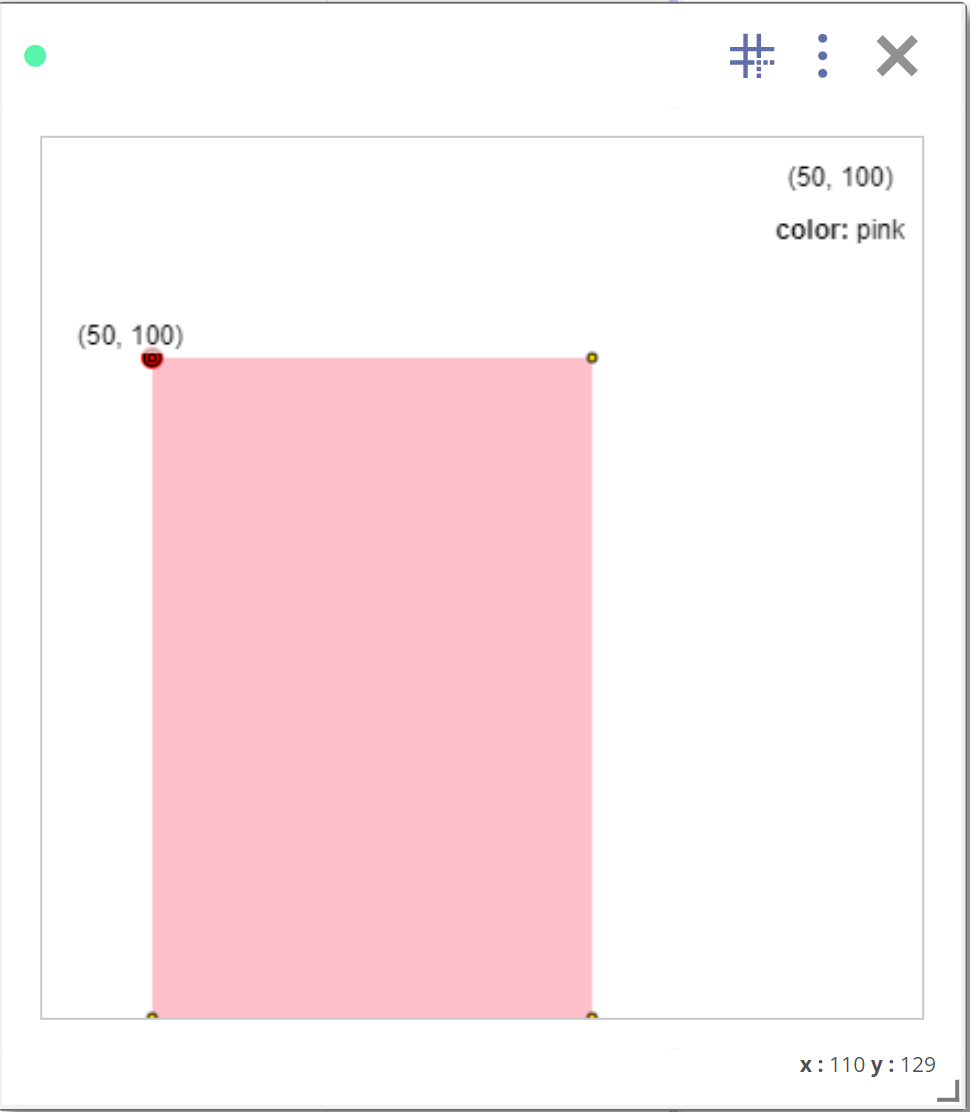 (50, 100)
color: pink
(50, 100)
x : 110 y : 129